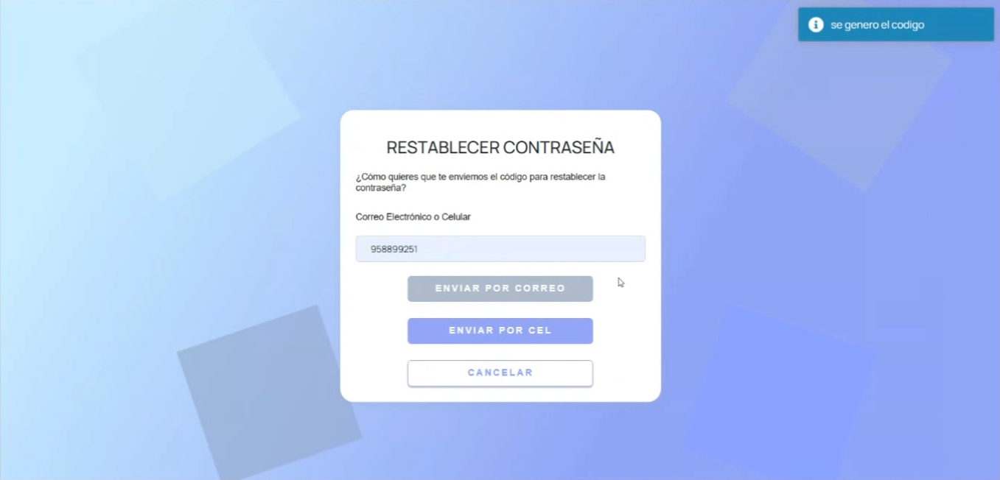 se genero el codigo
RESTABLECER CONTRASEÑA
¿Cómo quieres que te enviemos el código para restablecer la
contraseña?
Correo Electrónico o Celular
958899251
ENVIAR POR CORREO
ENVIAR POR CEL
CANCELAR